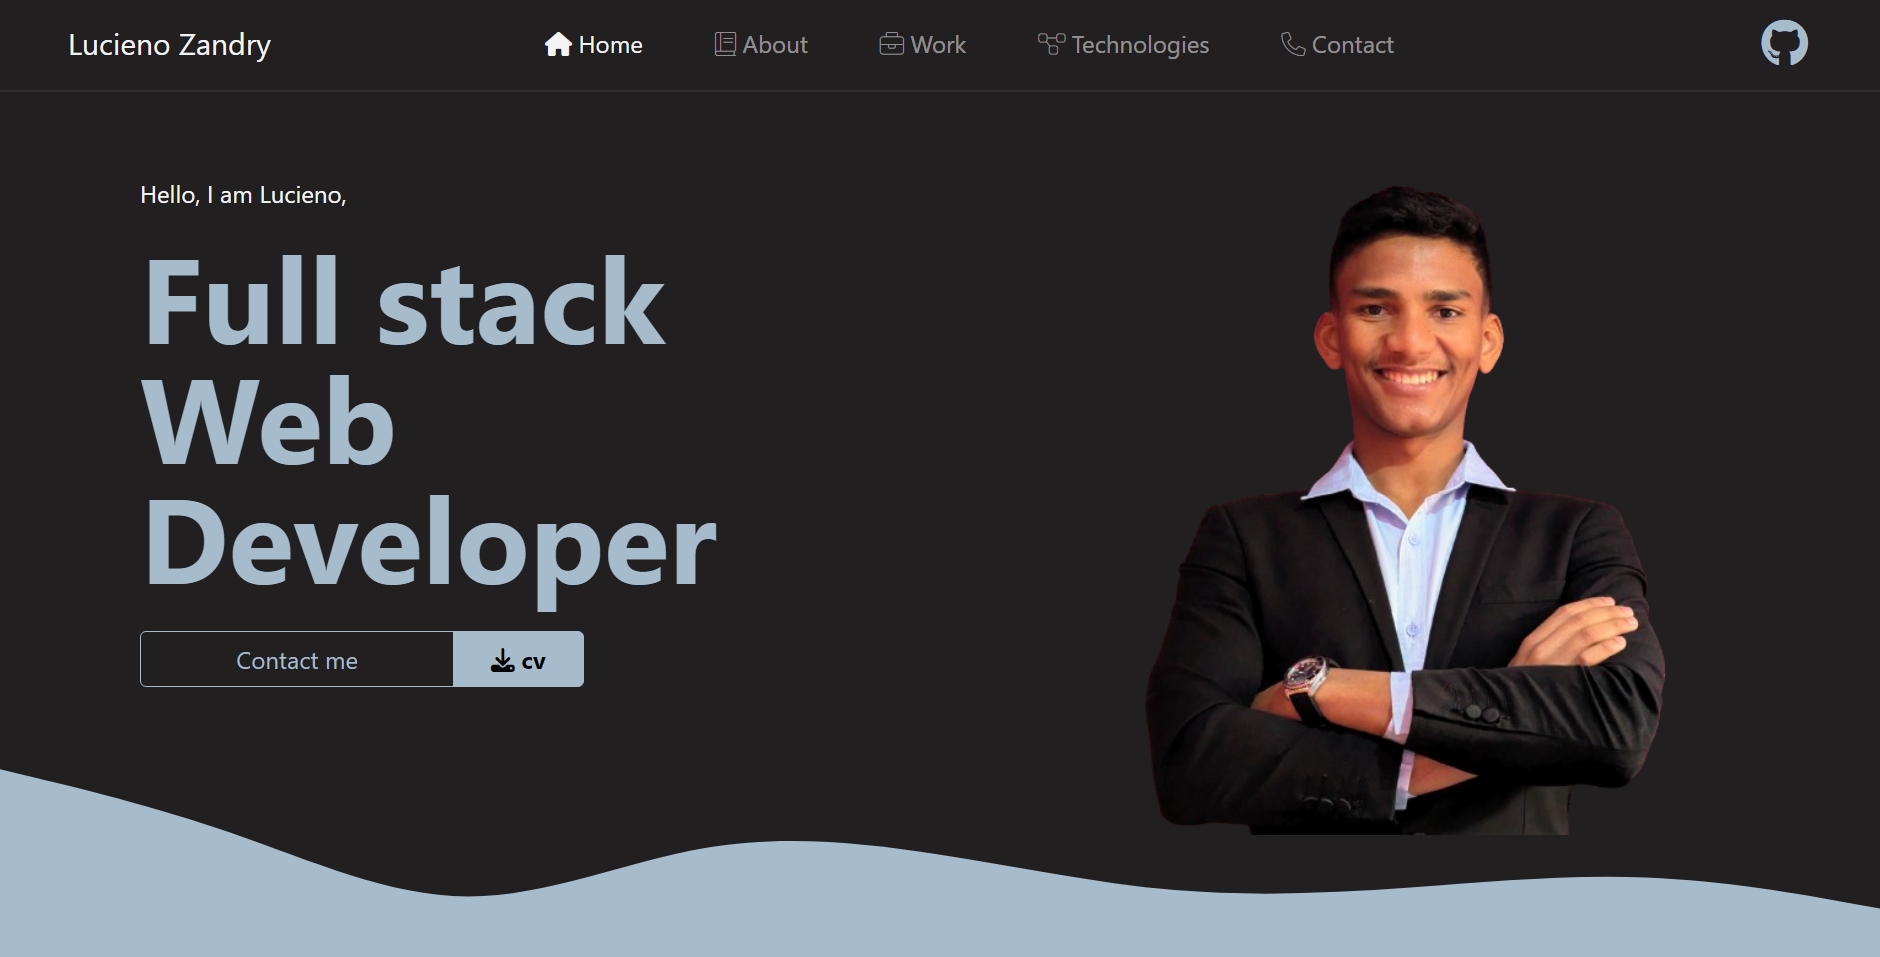 Lucieno Zandry
Home
About
Work
Technologies
Contact
Hello, I am Lucieno,
Full stack
Web
Developer
Contact me
cv